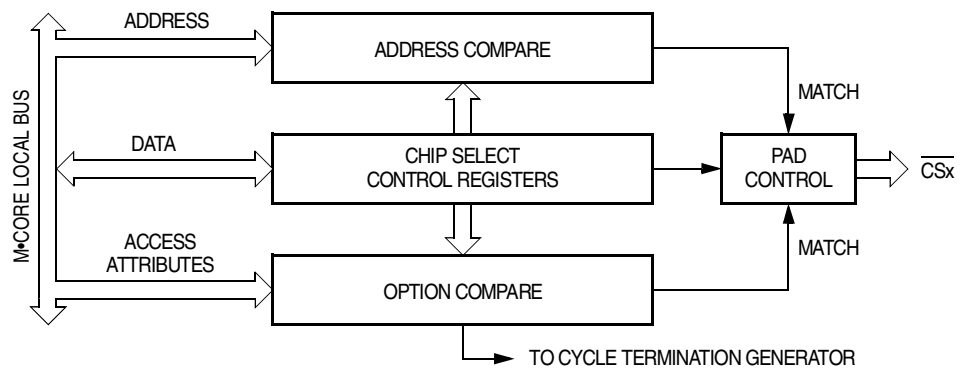 ADDRESS
ADDRESS COMPARE
MATCH
M•CORE LOCAL BUS
DATA
CHIP SELECT
CONTROL REGISTERS
PAD
CONTROL
CSx
ACCESS
ATTRIBUTES
OPTION COMPARE
MATCH
TO CYCLE TERMINATION GENERATOR